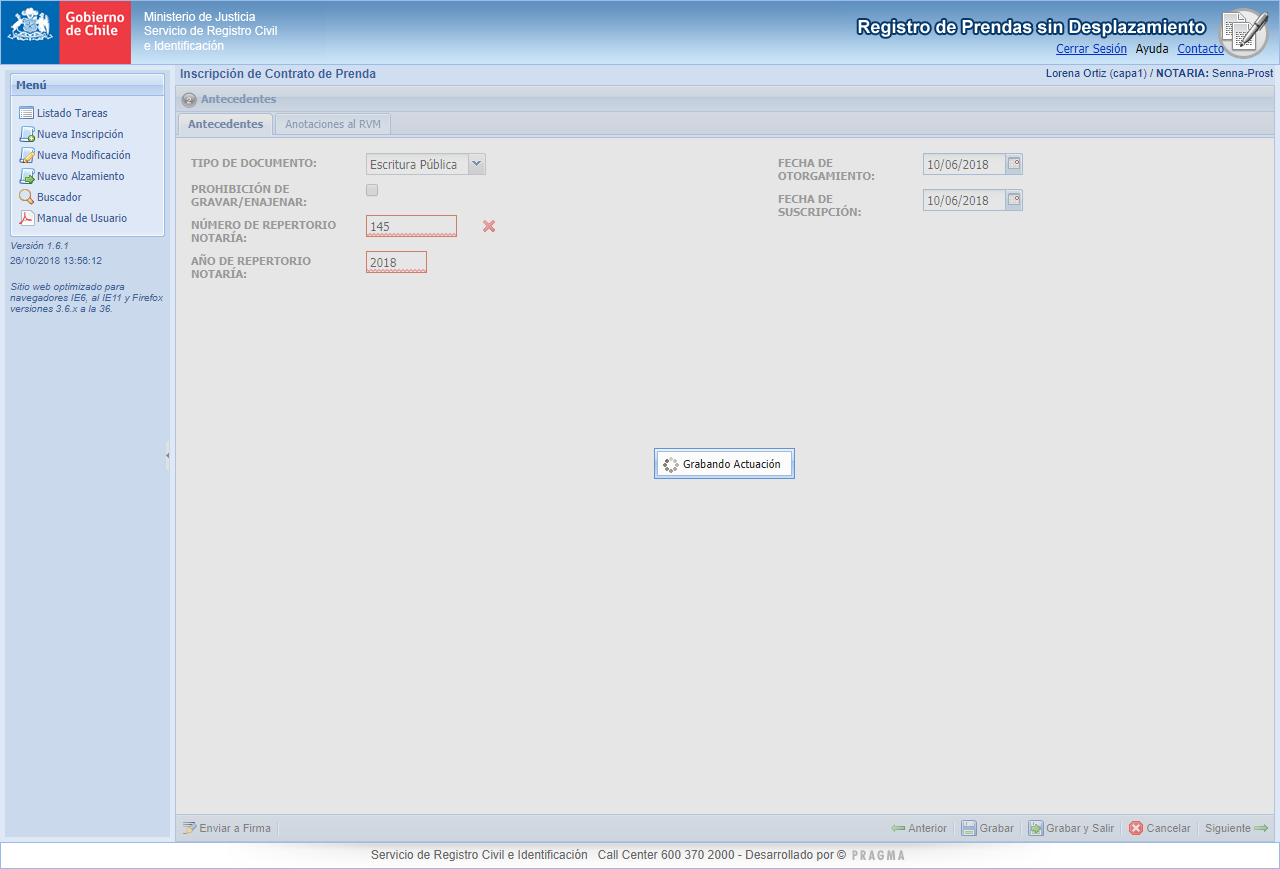 Gobierno
de Chile
Ministerio de Justicia
Servicio de Registro Civil
e Identificación
Registro de Prendas sin Desplazamiento
Cerrar Sesión Ayuda Contacto
Menú
Listado Tareas
Nueva Inscripción
Nueva Modificación
Nuevo Alzamiento
Buscador
Manual de Usuario
Versión 1.6.1
26/10/2018 13:56:12
Sitio web optimizado para
navegadores IE6, al IE11 y Firefox
versiones 3.6.x a la 36.
Inscripción de Contrato de Prenda
Lorena Ortiz (capa1) / NOTARIA: Senna-Prost
Antecedentes
Antecedentes Anotaciones al RVM
TIPO DE DOCUMENTO: Escritura Pública
PROHIBICIÓN DE
GRAVAR/ENAJENAR:
NÚMERO DE REPERTORIO
NOTARÍA:
145
AÑO DE REPERTORIO
NOTARÍA:
2018
FECHA DE
OTORGAMIENTO:
10/06/2018
FECHA DE
SUSCRIPCIÓN:
10/06/2018
Grabando Actuación
Enviar a Firma
Anterior Grabar Grabar y Salir Cancelar Siguiente
Servicio de Registro Civil e Identificación Call Center 600 370 2000 - Desarrollado por © PRAGMA